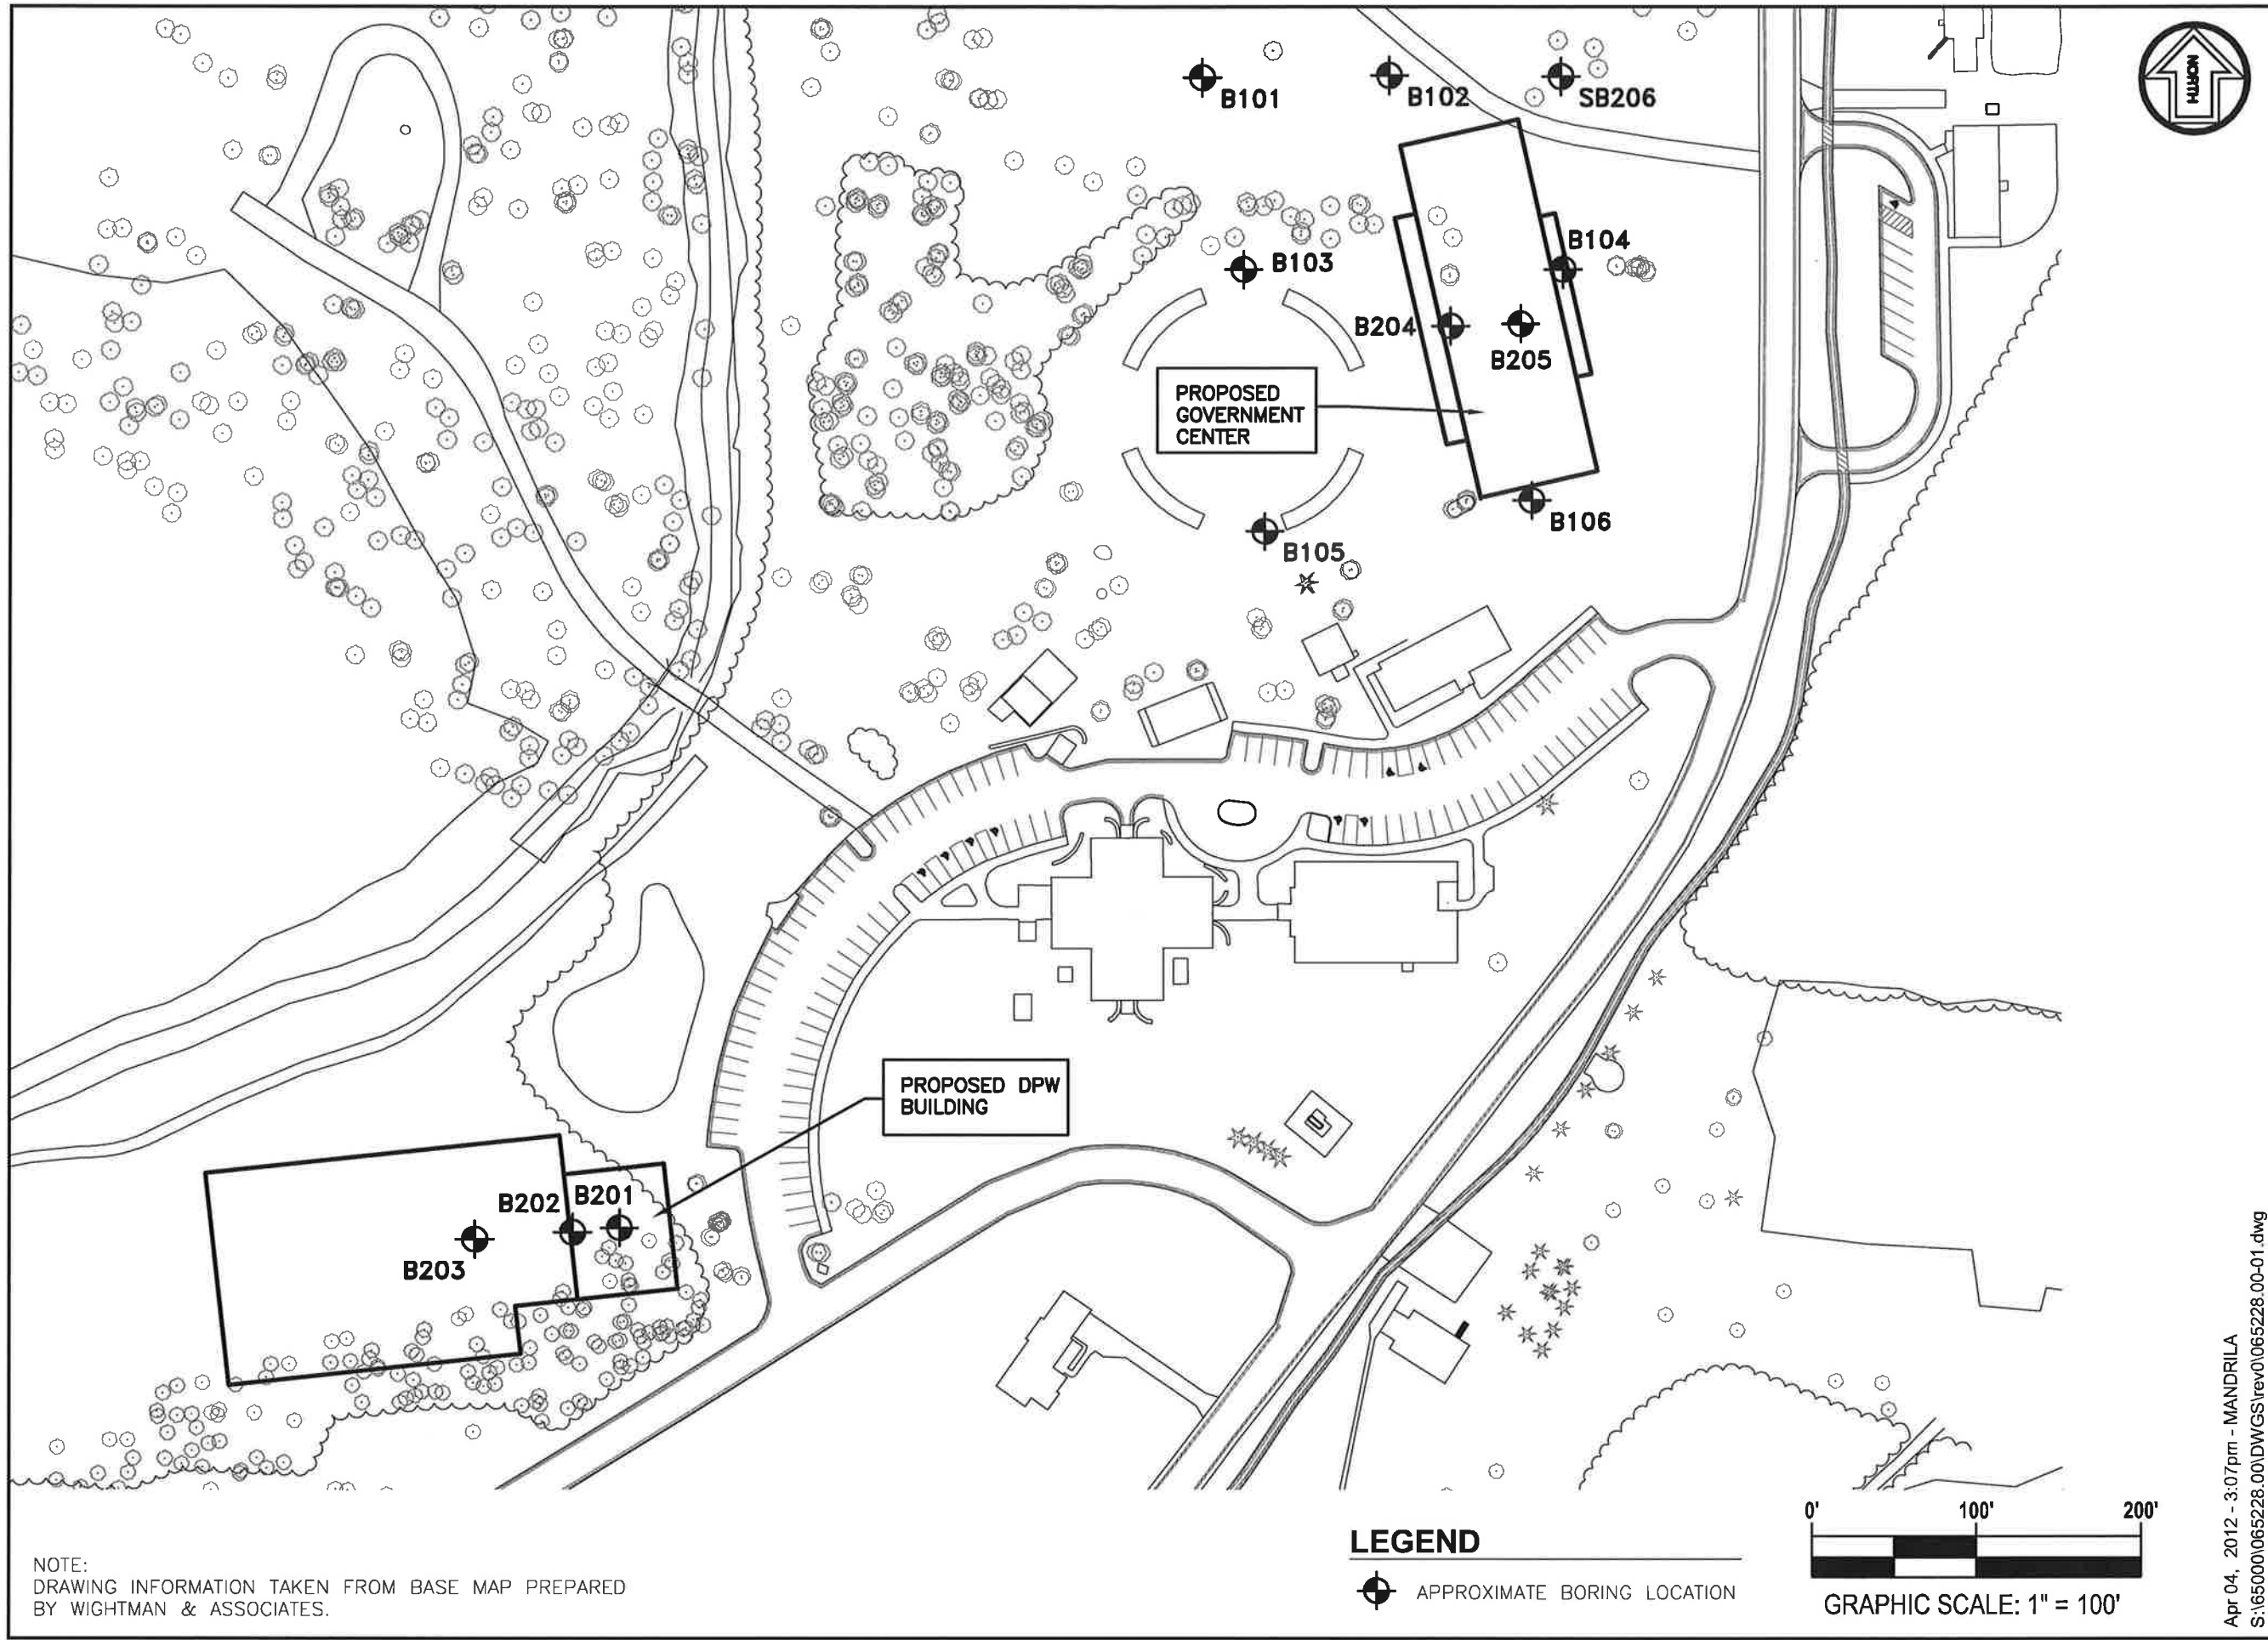 NORTH
B101
B102
SB206
B103
B104
B204
B205
PROPOSED
GOVERNMENT
CENTER
B105
B106
PROPOSED DPW
BUILDING
B202
B201
B203
NOTE:
DRAWING INFORMATION TAKEN FROM BASE MAP PREPARED
BY WIGHTMAN & ASSOCIATES.
LEGEND
APPROXIMATE BORING LOCATION
0' 100' 200'
GRAPHIC SCALE: 1" = 100'
Apr 04, 2012 - 3:07pm - MANDRILA
S:\65000\065228.00\DWGS\rev0\065228.00-01.dwg